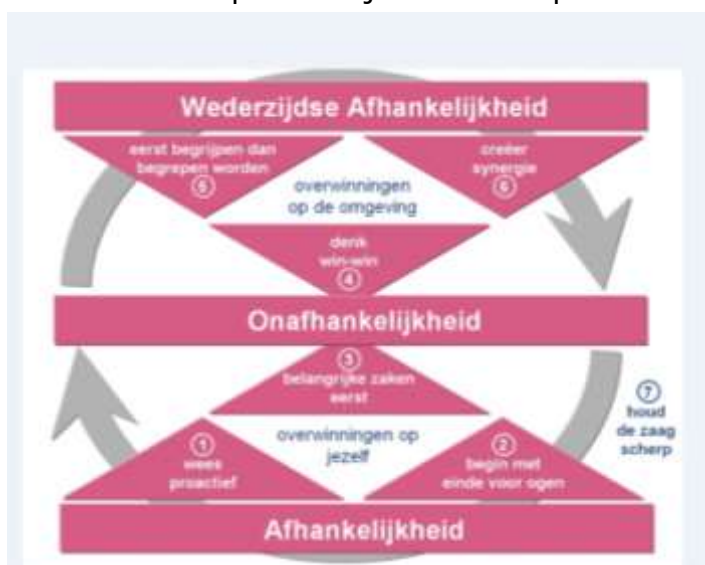 Wederzijdse Afhankelijkheid
eerst begrijpen dan
begrepen worden
5
creëer
synergie
6
overwinningen
op de omgeving
denk
win-win
4
Onafhankelijkheid
3
belangrijke zaken
eerst
7
houd
de zaag
scherp
1
wees
proactief
overwinningen op
jezelf
2
begin met
einde voor ogen
Afhankelijkheid